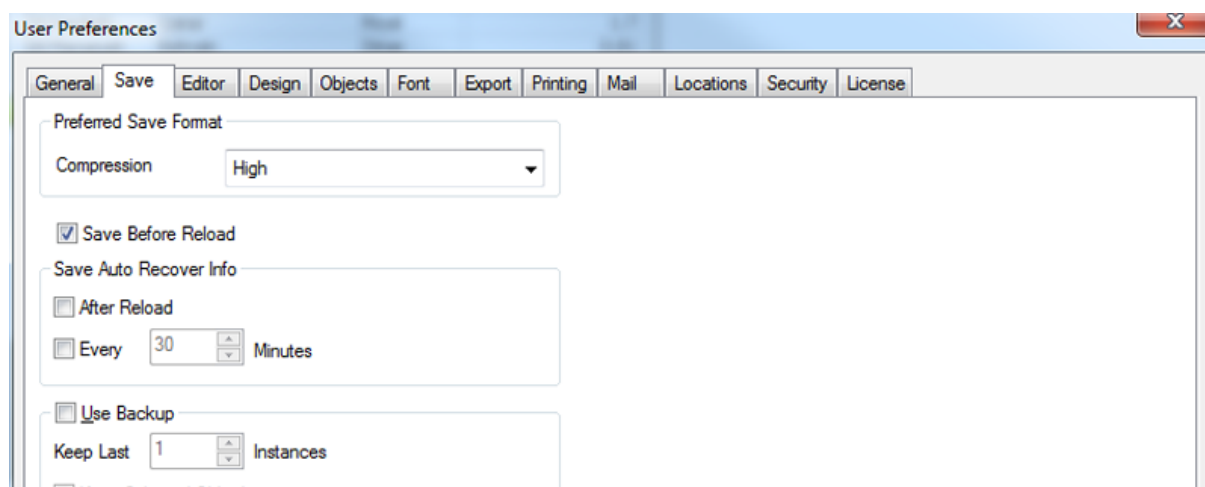 User Preferences
General Save Editor Design Objects Font Export Printing Mail Locations Security License
Preferred Save Format
Compression High
Save Before Reload
Save Auto Recover Info
After Reload
Every 30 Minutes
Use Backup
Keep Last 1 Instances